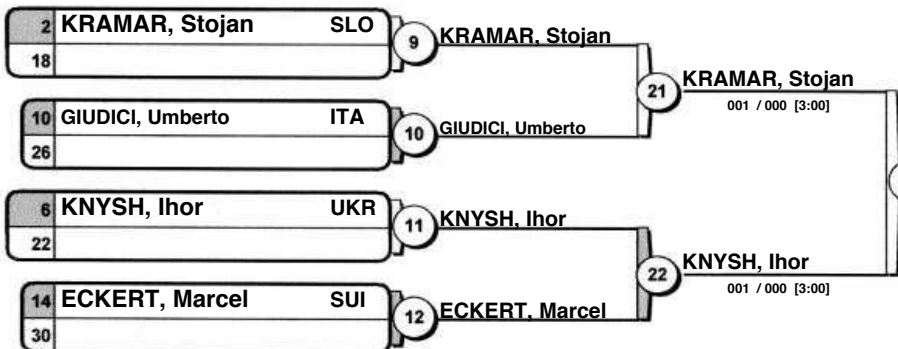 2 KRAMAR, Stojan SLO
18
9
KRAMAR, Stojan
10 GIUDICI, Umberto ITA
26
10
GIUDICI, Umberto
21
KRAMAR, Stojan
001 / 000 [3:00]
6 KNYSH, Ihor UKR
22
11
KNYSH, Ihor
14 ECKERT, Marcel SUI
30
12
ECKERT, Marcel
22
KNYSH, Ihor
001 / 000 [3:00]